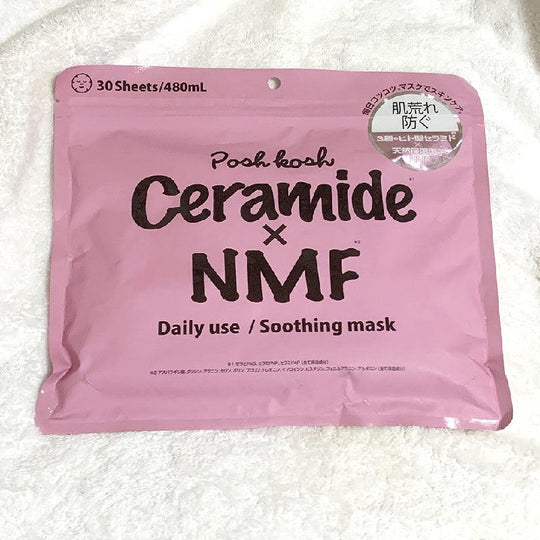 30 Sheets/480mL
毎日コツコツ、マスクでスキンケア
肌荒れ
防ぐ
3種のヒト型セラミド
×
天然保湿因子
NMF
Posh kosh
Ceramide
×
NMF
Daily use / Soothing mask